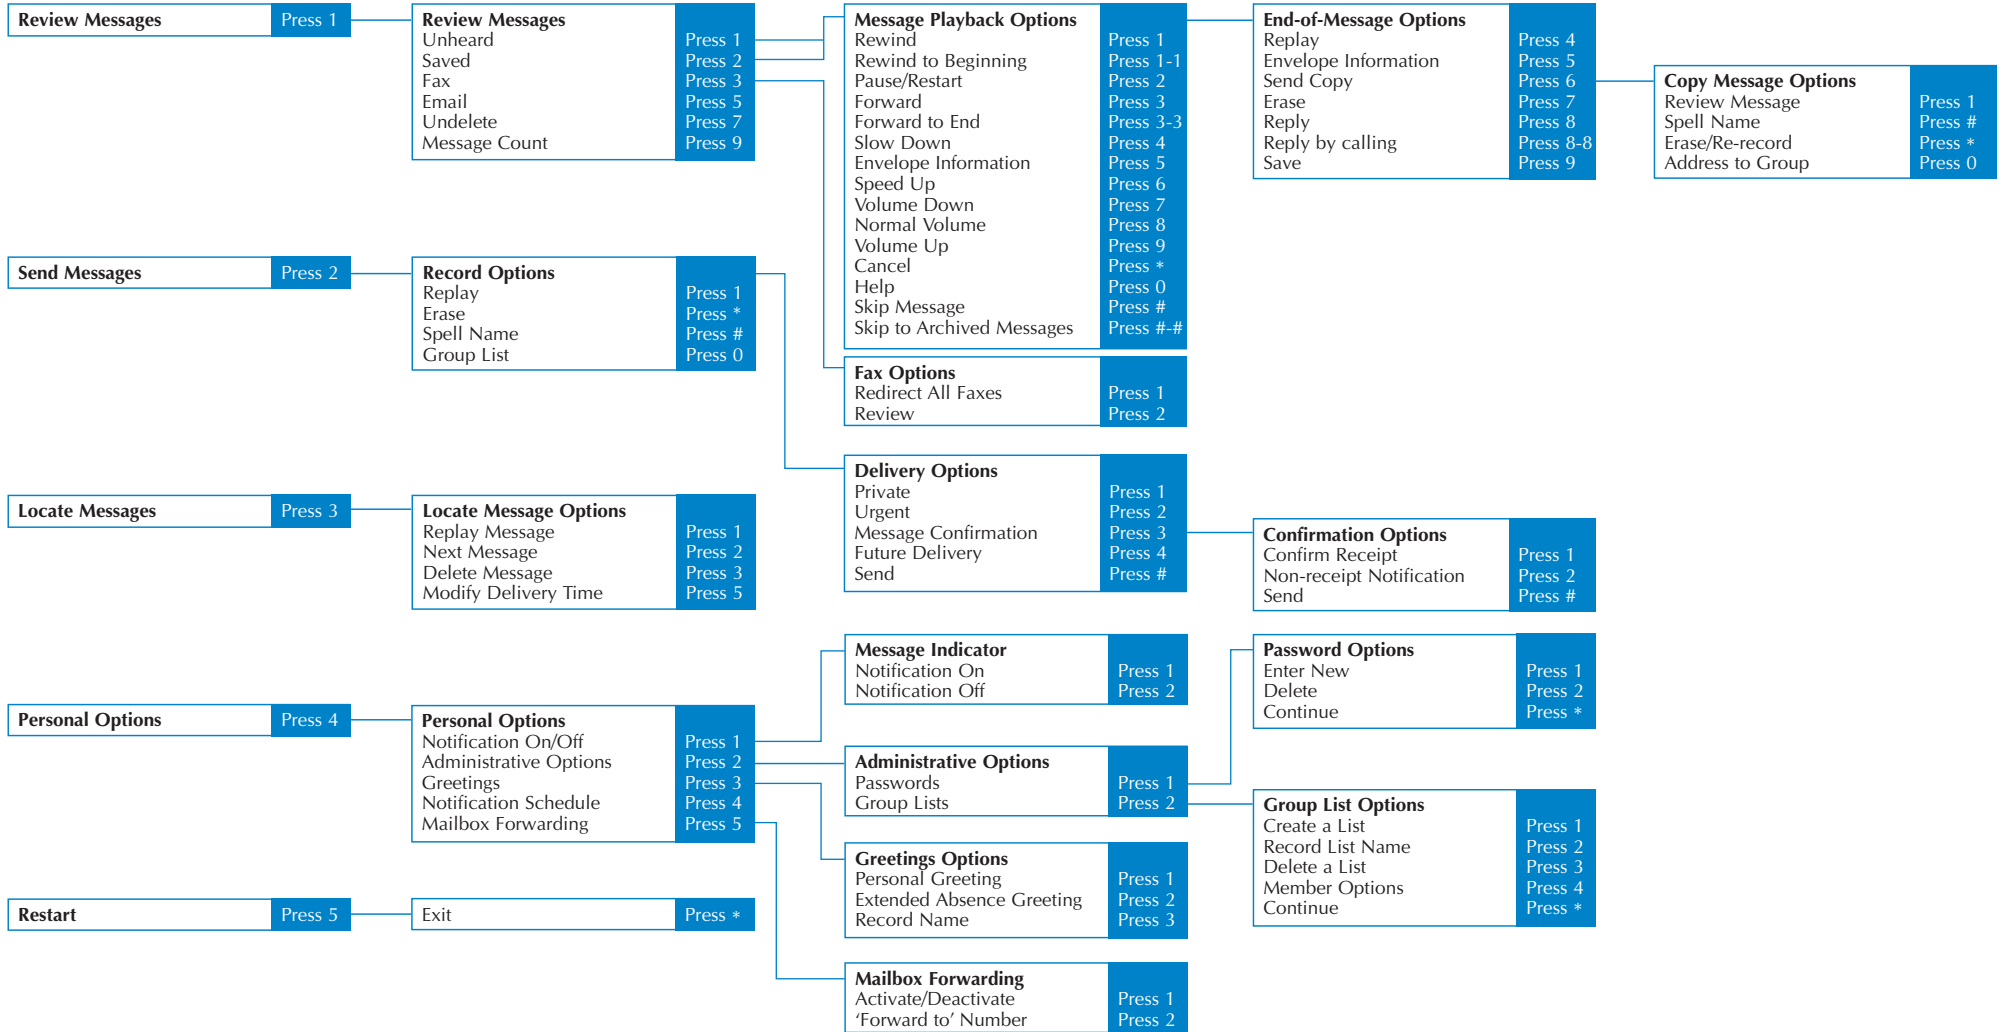 Review Messages Press 1
Review Messages
Unheard Press 1
Saved Press 2
Fax Press 3
Email Press 5
Undelete Press 7
Message Count Press 9
Message Playback Options
Rewind Press 1
Rewind to Beginning Press 1-1
Pause/Restart Press 2
Forward Press 3
Forward to End Press 3-3
Slow Down Press 4
Envelope Information Press 5
Speed Up Press 6
Volume Down Press 7
Normal Volume Press 8
Volume Up Press 9
Cancel Press *
Help Press 0
Skip Message Press #
Skip to Archived Messages Press #-#
End-of-Message Options
Replay Press 4
Envelope Information Press 5
Send Copy Press 6
Erase Press 7
Reply Press 8
Reply by calling Press 8-8
Save Press 9
Copy Message Options
Review Message Press 1
Spell Name Press #
Erase/Re-record Press *
Address to Group Press 0
Fax Options
Redirect All Faxes Press 1
Review Press 2
Send Messages Press 2
Record Options
Replay Press 1
Erase Press *
Spell Name Press #
Group List Press 0
Delivery Options
Private Press 1
Urgent Press 2
Message Confirmation Press 3
Future Delivery Press 4
Send Press #
Confirmation Options
Confirm Receipt Press 1
Non-receipt Notification Press 2
Send Press #
Locate Messages Press 3
Locate Message Options
Replay Message Press 1
Next Message Press 2
Delete Message Press 3
Modify Delivery Time Press 5
Personal Options Press 4
Personal Options
Notification On/Off Press 1
Administrative Options Press 2
Greetings Press 3
Notification Schedule Press 4
Mailbox Forwarding Press 5
Message Indicator
Notification On Press 1
Notification Off Press 2
Administrative Options
Passwords Press 1
Group Lists Press 2
Password Options
Enter New Press 1
Delete Press 2
Continue Press *
Group List Options
Create a List Press 1
Record List Name Press 2
Delete a List Press 3
Member Options Press 4
Continue Press *
Greetings Options
Personal Greeting Press 1
Extended Absence Greeting Press 2
Record Name Press 3
Mailbox Forwarding
Activate/Deactivate Press 1
‘Forward to’ Number Press 2
Restart Press 5
Exit Press *